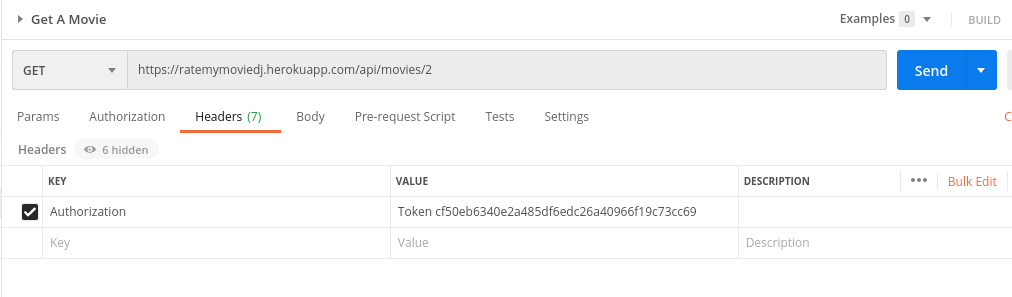 Get A Movie Examples 0 BUILD
GET https://ratemymoviedj.herokuapp.com/api/movies/2 Send
Params Authorization Headers (7) Body Pre-request Script Tests Settings C
Headers 6 hidden
KEY VALUE DESCRIPTION ••• Bulk Edit
Authorization Token cf50eb6340e2a485df6edc26a40966f19c73cc69
Key Value Description